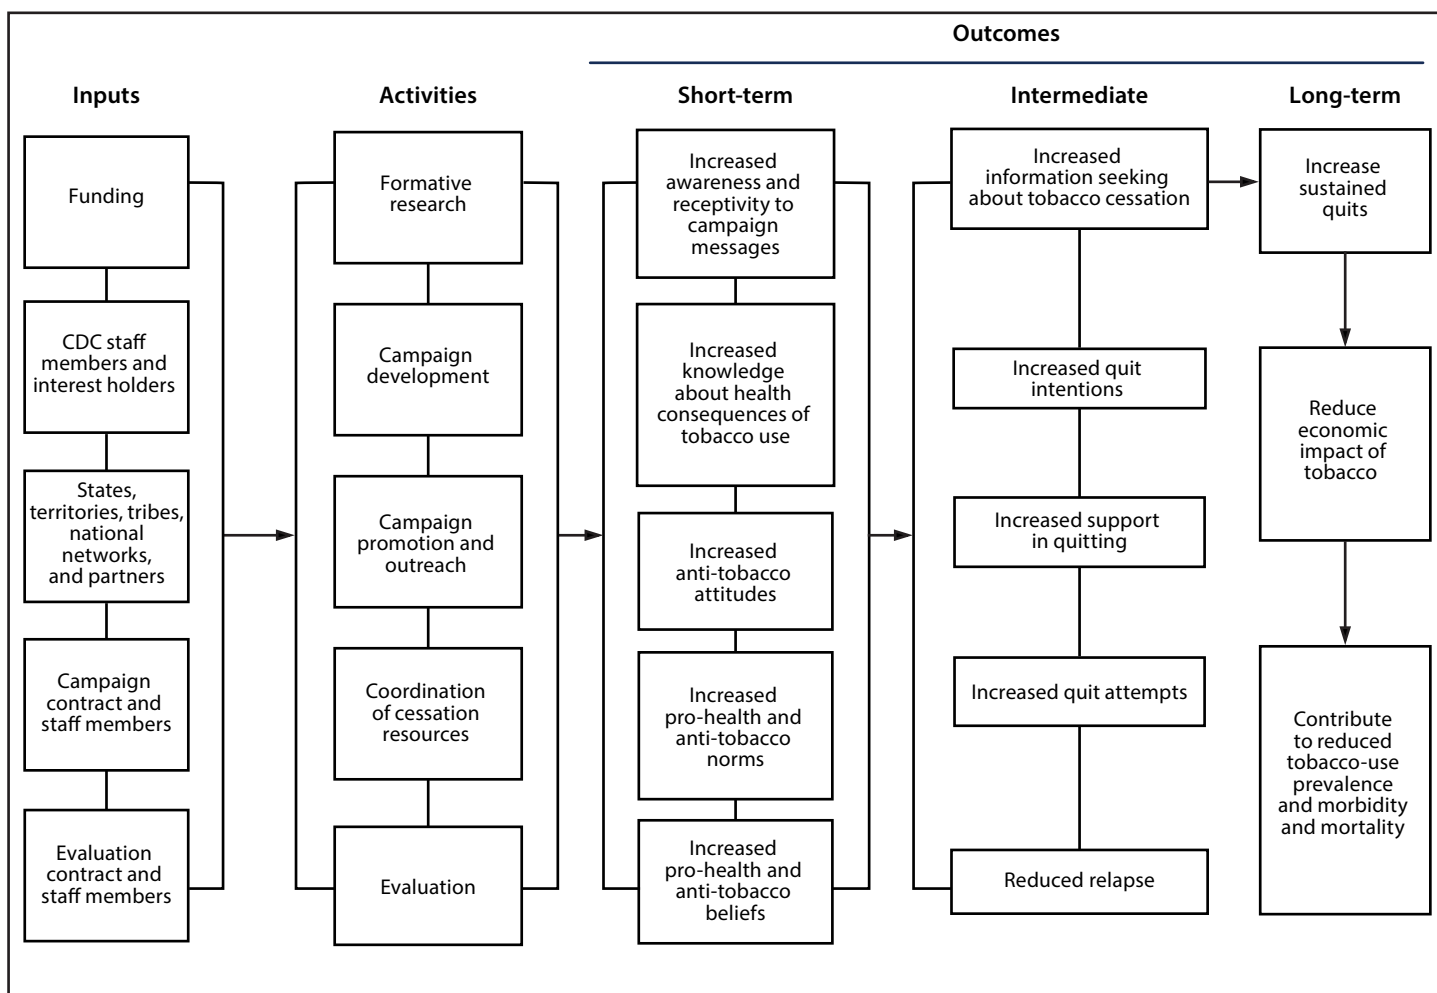 Outcomes
Inputs
Activities
Short-term
Intermediate
Long-term
Funding
CDC staff
members and
interest holders
States,
territories, tribes,
national
networks,
and partners
Campaign
contract and
staff members
Evaluation
contract and
staff members
Formative
research
Campaign
development
Campaign
promotion and
outreach
Coordination
of cessation
resources
Evaluation
Increased
awareness and
receptivity to
campaign
messages
Increased
knowledge
about health
consequences of
tobacco use
Increased
anti-tobacco
attitudes
Increased
pro-health and
anti-tobacco
norms
Increased
pro-health and
anti-tobacco
beliefs
Increased
information seeking
about tobacco cessation
Increased quit
intentions
Increased support
in quitting
Increased quit attempts
Reduced relapse
Increase
sustained
quits
Reduce
economic
impact of
tobacco
Contribute
to reduced
tobacco-use
prevalence
and morbidity
and mortality